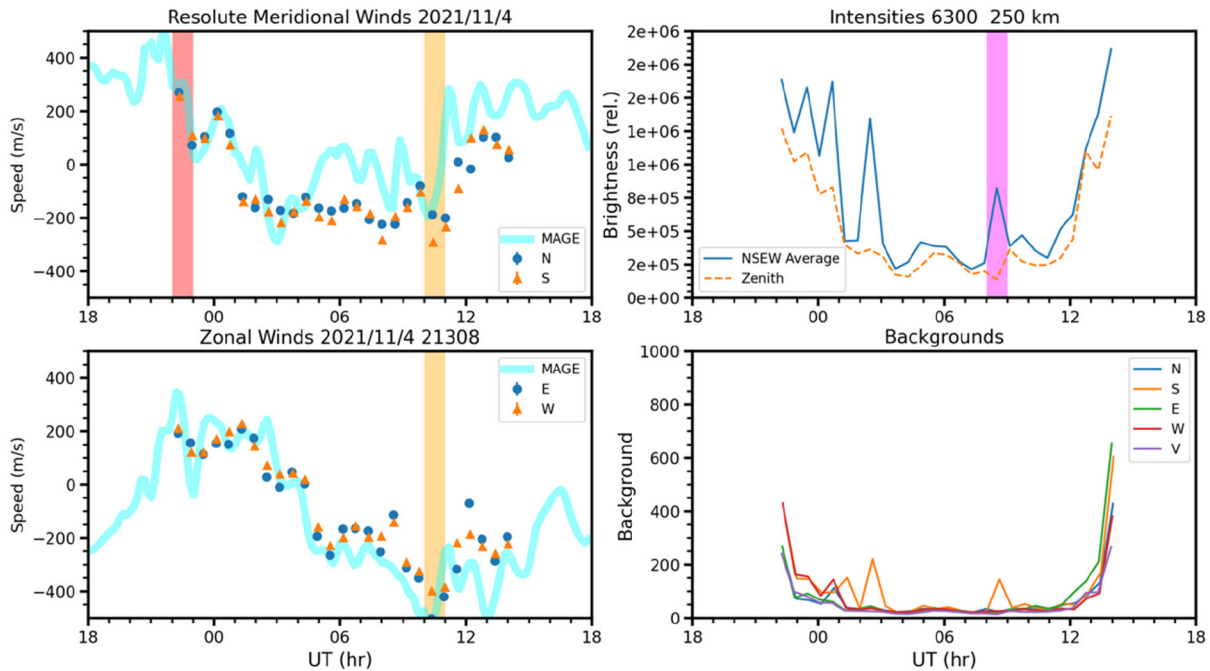 Resolute Meridional Winds 2021/11/4
Speed (m/s)
400
200
0
−200
−400
MAGE
N
S
18 00 06 12 18
Intensities 6300 250 km
Brightness (rel.)
2e+06
2e+06
2e+06
1e+06
1e+06
8e+05
5e+05
2e+05
0e+00
NSEW Average
Zenith
18 00 06 12 18
Zonal Winds 2021/11/4 21308
Speed (m/s)
400
200
0
−200
−400
MAGE
E
W
18 00 06 12 18
UT (hr)
Backgrounds
Background
1000
800
600
400
200
0
N
S
E
W
V
18 00 06 12 18
UT (hr)